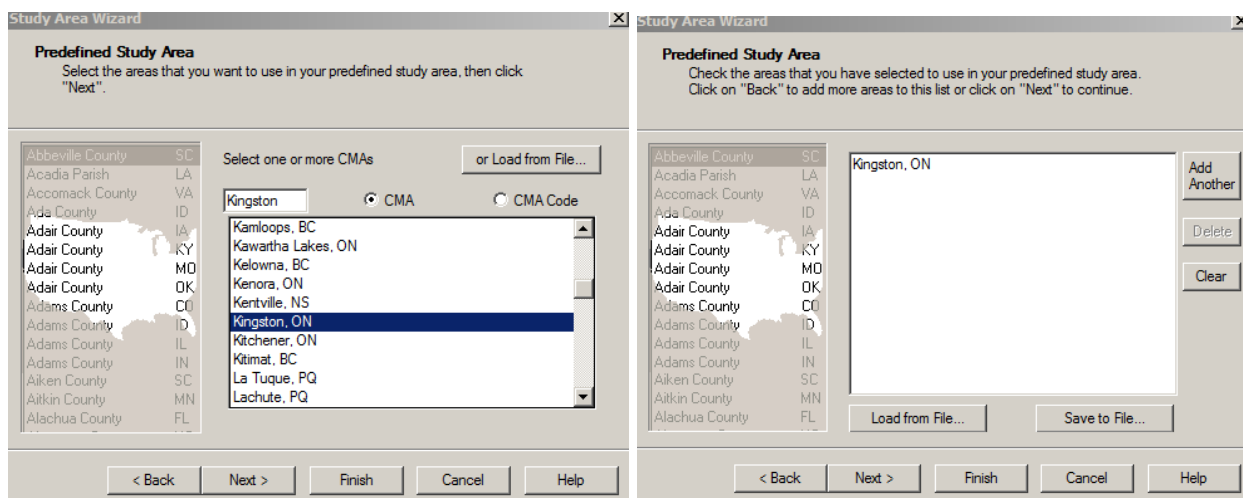 Study Area Wizard
Predefined Study Area
Select the areas that you want to use in your predefined study area, then click
"Next".
Abbeville County SC
Acadia Parish LA
Accomack County VA
Ada County ID
Adair County IA
Adair County KY
Adair County MO
Adair County OK
Adams County CO
Adams County ID
Adams County IL
Adams County IN
Aiken County SC
Aitkin County MN
Alachua County FL
Select one or more CMAs
or Load from File...
Kingston
CMA
CMA Code
Kamloops, BC
Kawartha Lakes, ON
Kelowna, BC
Kenora, ON
Kentville, NS
Kingston, ON
Kitchener, ON
Kitimat, BC
La Tuque, PQ
Lachute, PQ
< Back
Next >
Finish
Cancel
Help
Study Area Wizard
Predefined Study Area
Check the areas that you have selected to use in your predefined study area.
Click on "Back" to add more areas to this list or click on "Next" to continue.
Abbeville County SC
Acadia Parish LA
Accomack County VA
Ada County ID
Adair County IA
Adair County KY
Adair County MO
Adair County OK
Adams County CO
Adams County ID
Adams County IL
Adams County IN
Aiken County SC
Aitkin County MN
Alachua County FL
Kingston, ON
Add
Another
Delete
Clear
Load from File...
Save to File...
< Back
Next >
Finish
Cancel
Help